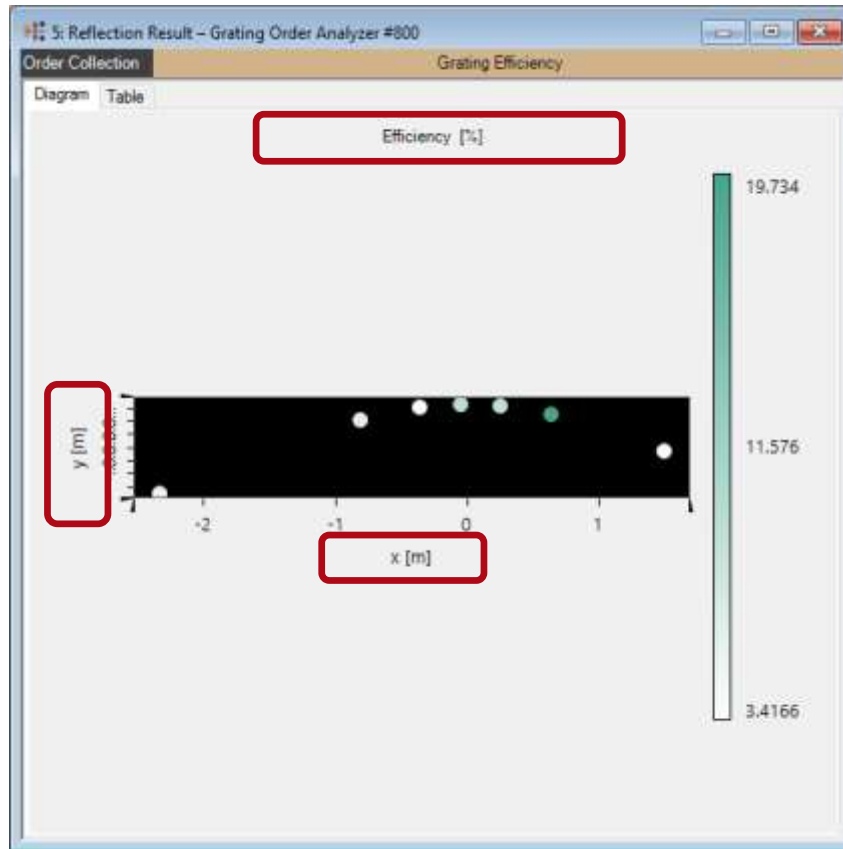 5: Reflection Result – Grating Order Analyzer #800
Order Collection
Grating Efficiency
Diagram Table
Efficiency [%]
19.734
y [m]
11.576
-2 -1 0 1
x [m]
3.4166